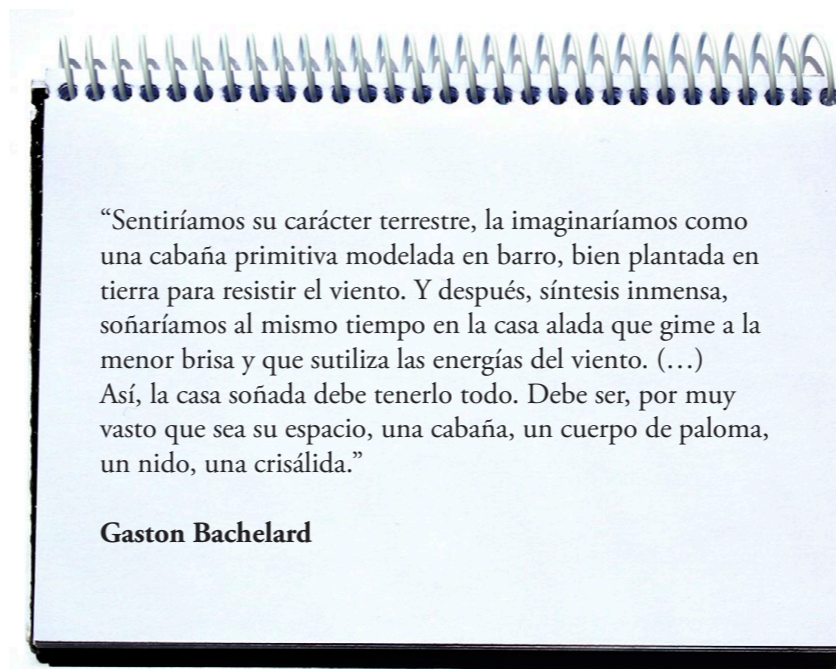 “Sentiríamos su carácter terrestre, la imaginaríamos como
una cabaña primitiva modelada en barro, bien plantada en
tierra para resistir el viento. Y después, síntesis inmensa,
soñaríamos al mismo tiempo en la casa alada que gime a la
menor brisa y que sutiliza las energías del viento. (…)
Así, la casa soñada debe tenerlo todo. Debe ser, por muy
vasto que sea su espacio, una cabaña, un cuerpo de paloma,
un nido, una crisálida.”
Gaston Bachelard